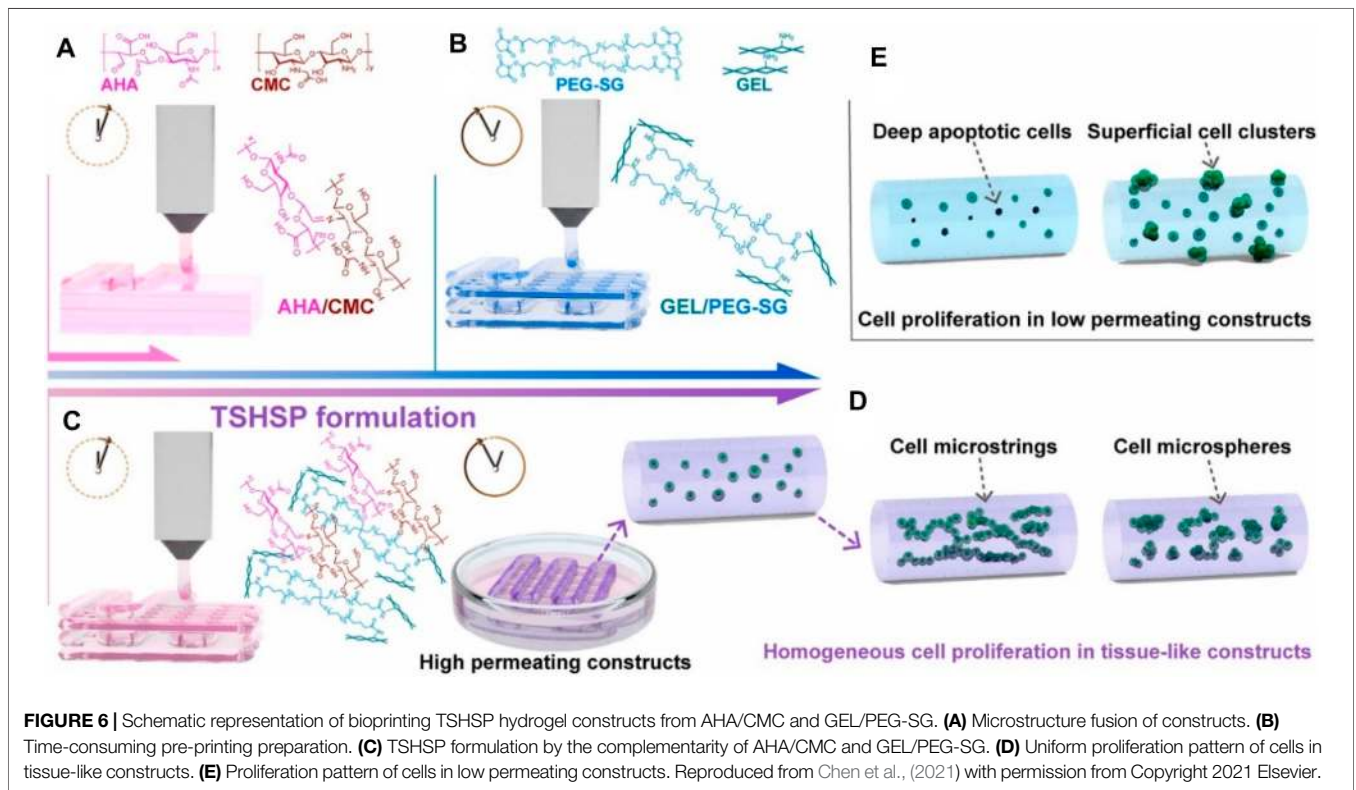 A
AHA
CMC
AHA/CMC
B
PEG-SG
GEL
GEL/PEG-SG
E
Deep apoptotic cells
Superficial cell clusters
Cell proliferation in low permeating constructs
C
TSHSP formulation
High permeating constructs
D
Cell microstrings
Cell microspheres
Homogeneous cell proliferation in tissue-like constructs
FIGURE 6 | Schematic representation of bioprinting TSHSP hydrogel constructs from AHA/CMC and GEL/PEG-SG. (A) Microstructure fusion of constructs. (B)
Time-consuming pre-printing preparation. (C) TSHSP formulation by the complementarity of AHA/CMC and GEL/PEG-SG. (D) Uniform proliferation pattern of cells in
tissue-like constructs. (E) Proliferation pattern of cells in low permeating constructs. Reproduced from Chen et al., (2021) with permission from Copyright 2021 Elsevier.